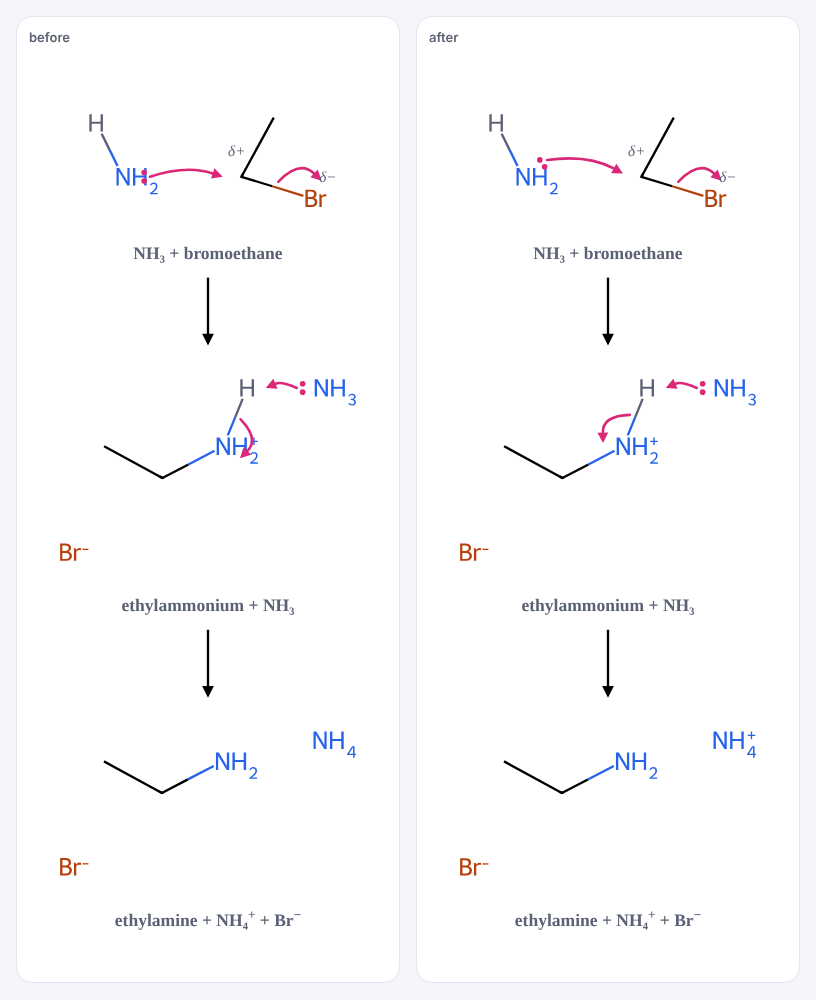 before
H
NH₂
δ+
δ−
Br
NH₃ + bromoethane
H
NH₃
NH₂⁺
Br⁻
ethylammonium + NH₃
NH₄
NH₂
Br⁻
ethylamine + NH₄⁺ + Br⁻
after
H
NH₂
δ+
δ−
Br
NH₃ + bromoethane
H
NH₃
NH₂⁺
Br⁻
ethylammonium + NH₃
NH₄⁺
NH₂
Br⁻
ethylamine + NH₄⁺ + Br⁻